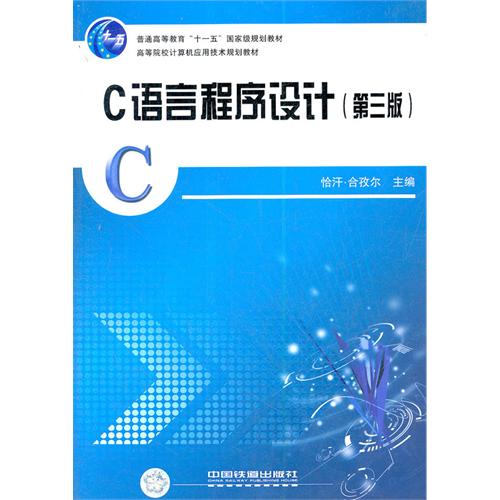 十一五
普通高等教育“十一五”国家级规划教材
高等院校计算机应用技术规划教材
C语言程序设计（第三版）
C
恰汗·合孜尔 主编
中国铁道出版社
CHINA RAILWAY PUBLISHING HOUSE